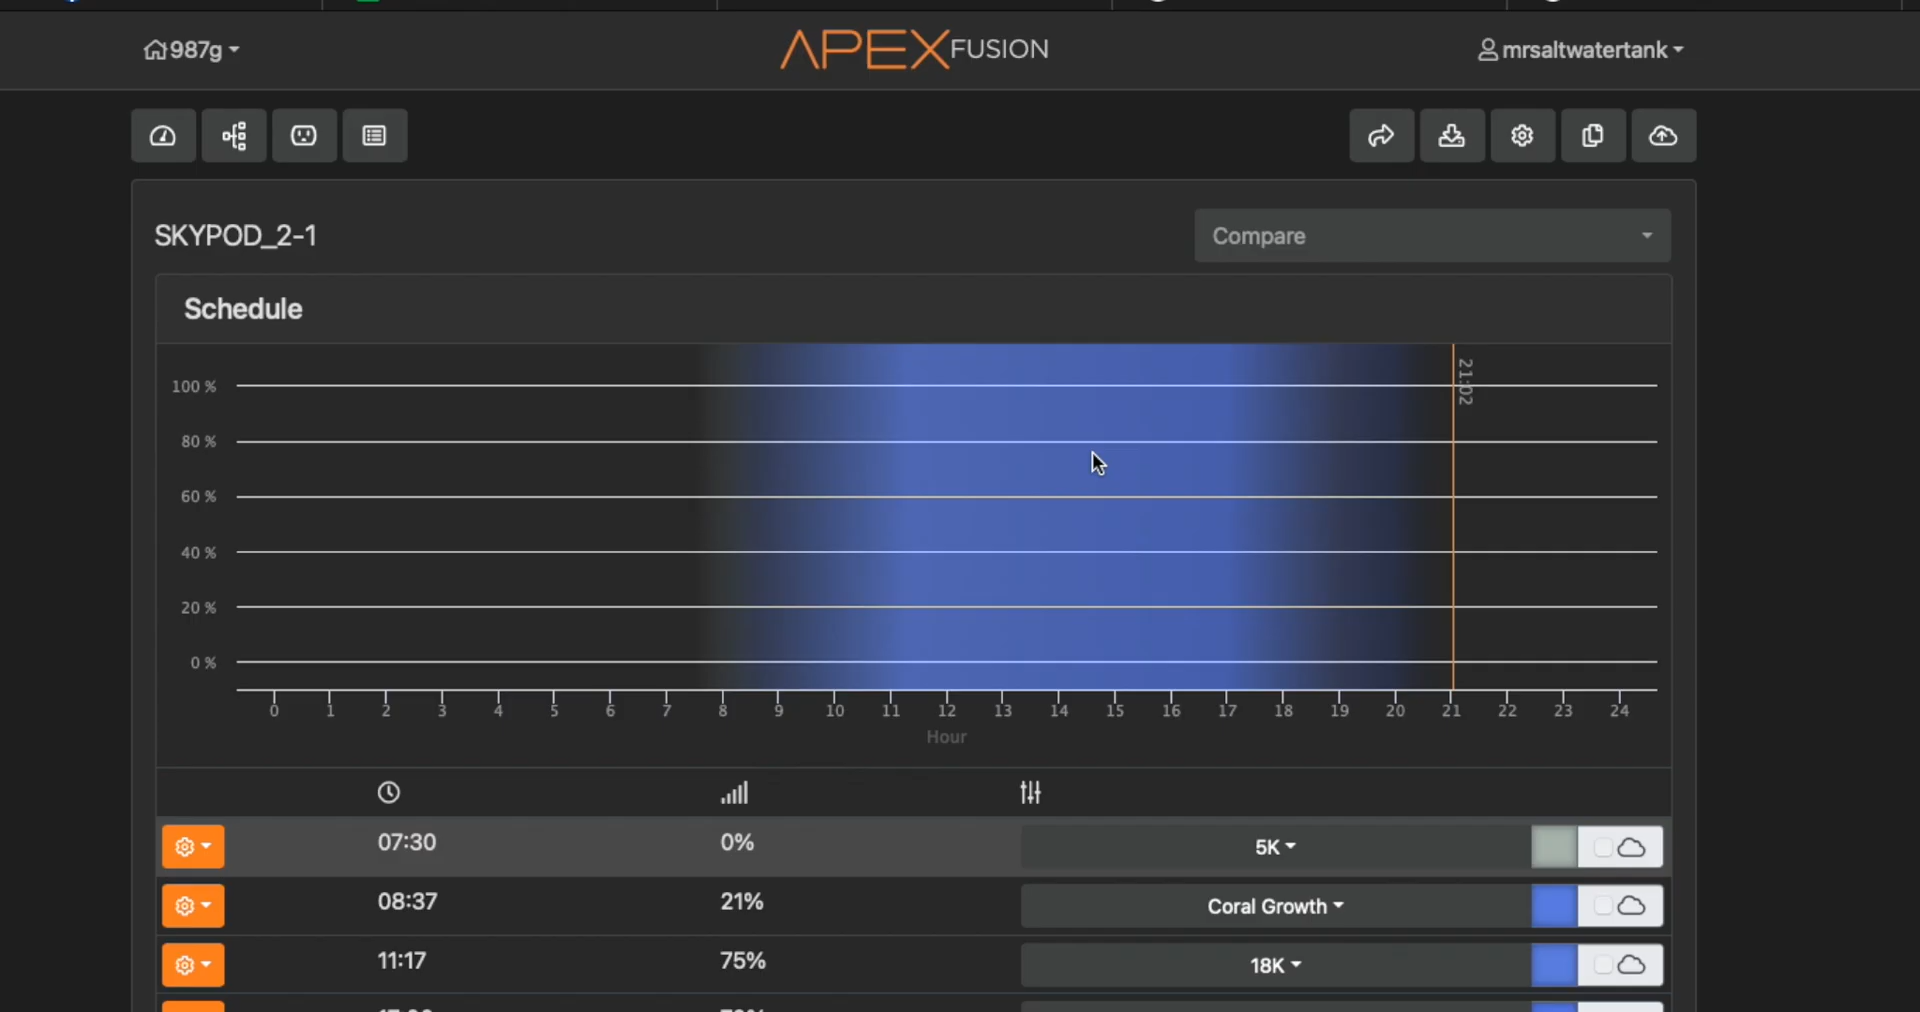 987g
APEX FUSION
mrsaltwatertank
SKYPOD_2-1
Compare
Schedule
100 %
80 %
60 %
40 %
20 %
0 %
21:02
0 1 2 3 4 5 6 7 8 9 10 11 12 13 14 15 16 17 18 19 20 21 22 23 24
Hour
07:30 0% 5K
08:37 21% Coral Growth
11:17 75% 18K